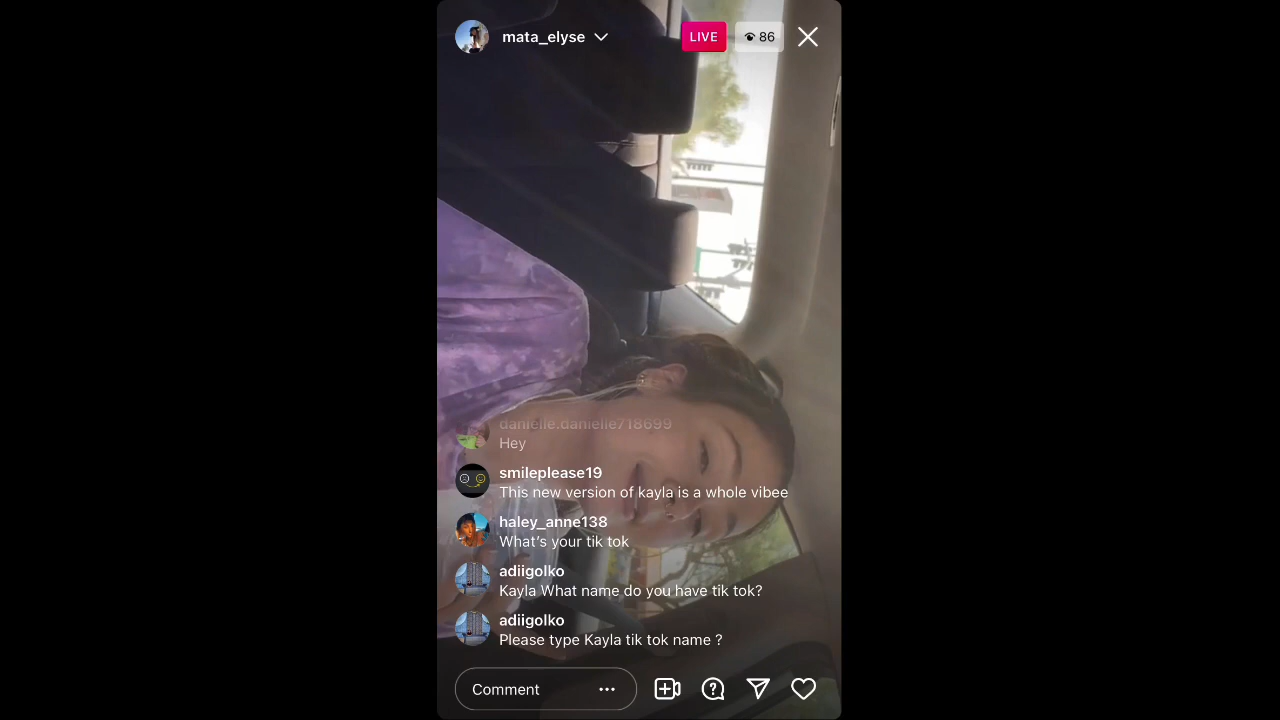 mata_elyse
LIVE
86
danielle.danielle718699
Hey
smileplease19
This new version of kayla is a whole vibee
haley_anne138
What's your tik tok
adiigolko
Kayla What name do you have tik tok?
adiigolko
Please type Kayla tik tok name ?
Comment